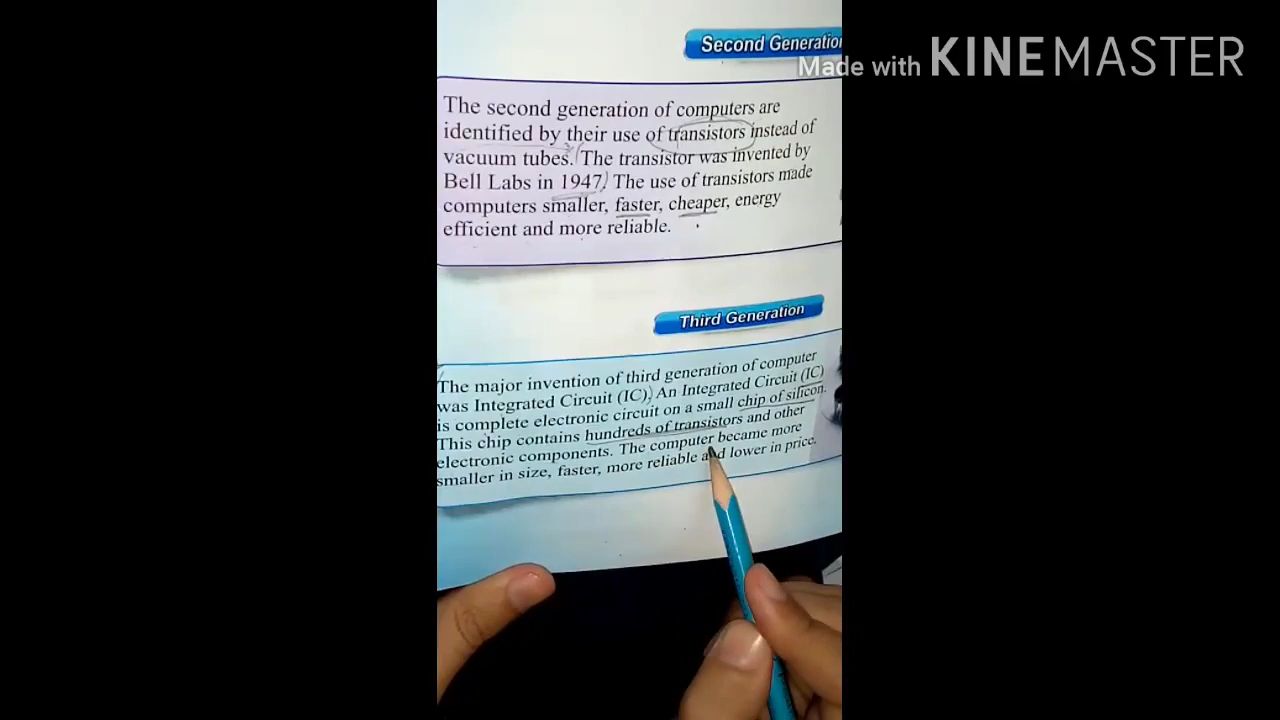 Second Generation
Made with KINEMASTER
The second generation of computers are
identified by their use of transistors instead of
vacuum tubes. The transistor was invented by
Bell Labs in 1947. The use of transistors made
computers smaller, faster, cheaper, energy
efficient and more reliable.
Third Generation
The major invention of third generation of computer
was Integrated Circuit (IC). An Integrated Circuit (IC)
is complete electronic circuit on a small chip of silicon.
This chip contains hundreds of transistors and other
electronic components. The computer became more
smaller in size, faster, more reliable and lower in price.